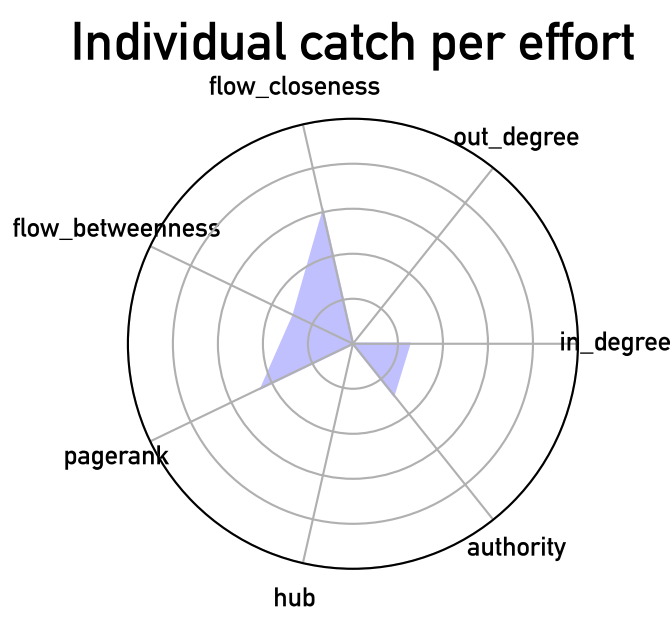 Individual catch per effort
flow_closeness
out_degree
flow_betweenness
in_degree
pagerank
authority
hub